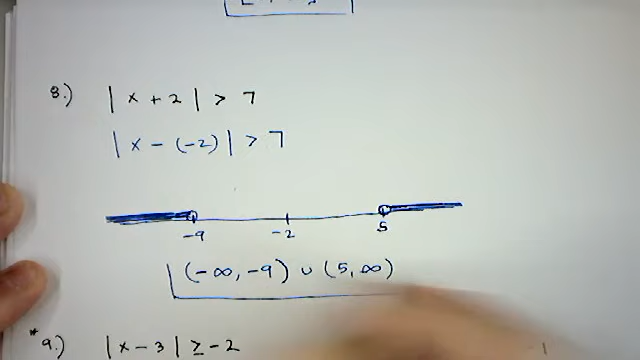 8.) |x + 2| > 7
|x - (-2)| > 7
-9 -2 5
(-∞, -9) ∪ (5, ∞)
*9.) |x - 3| ≥ -2